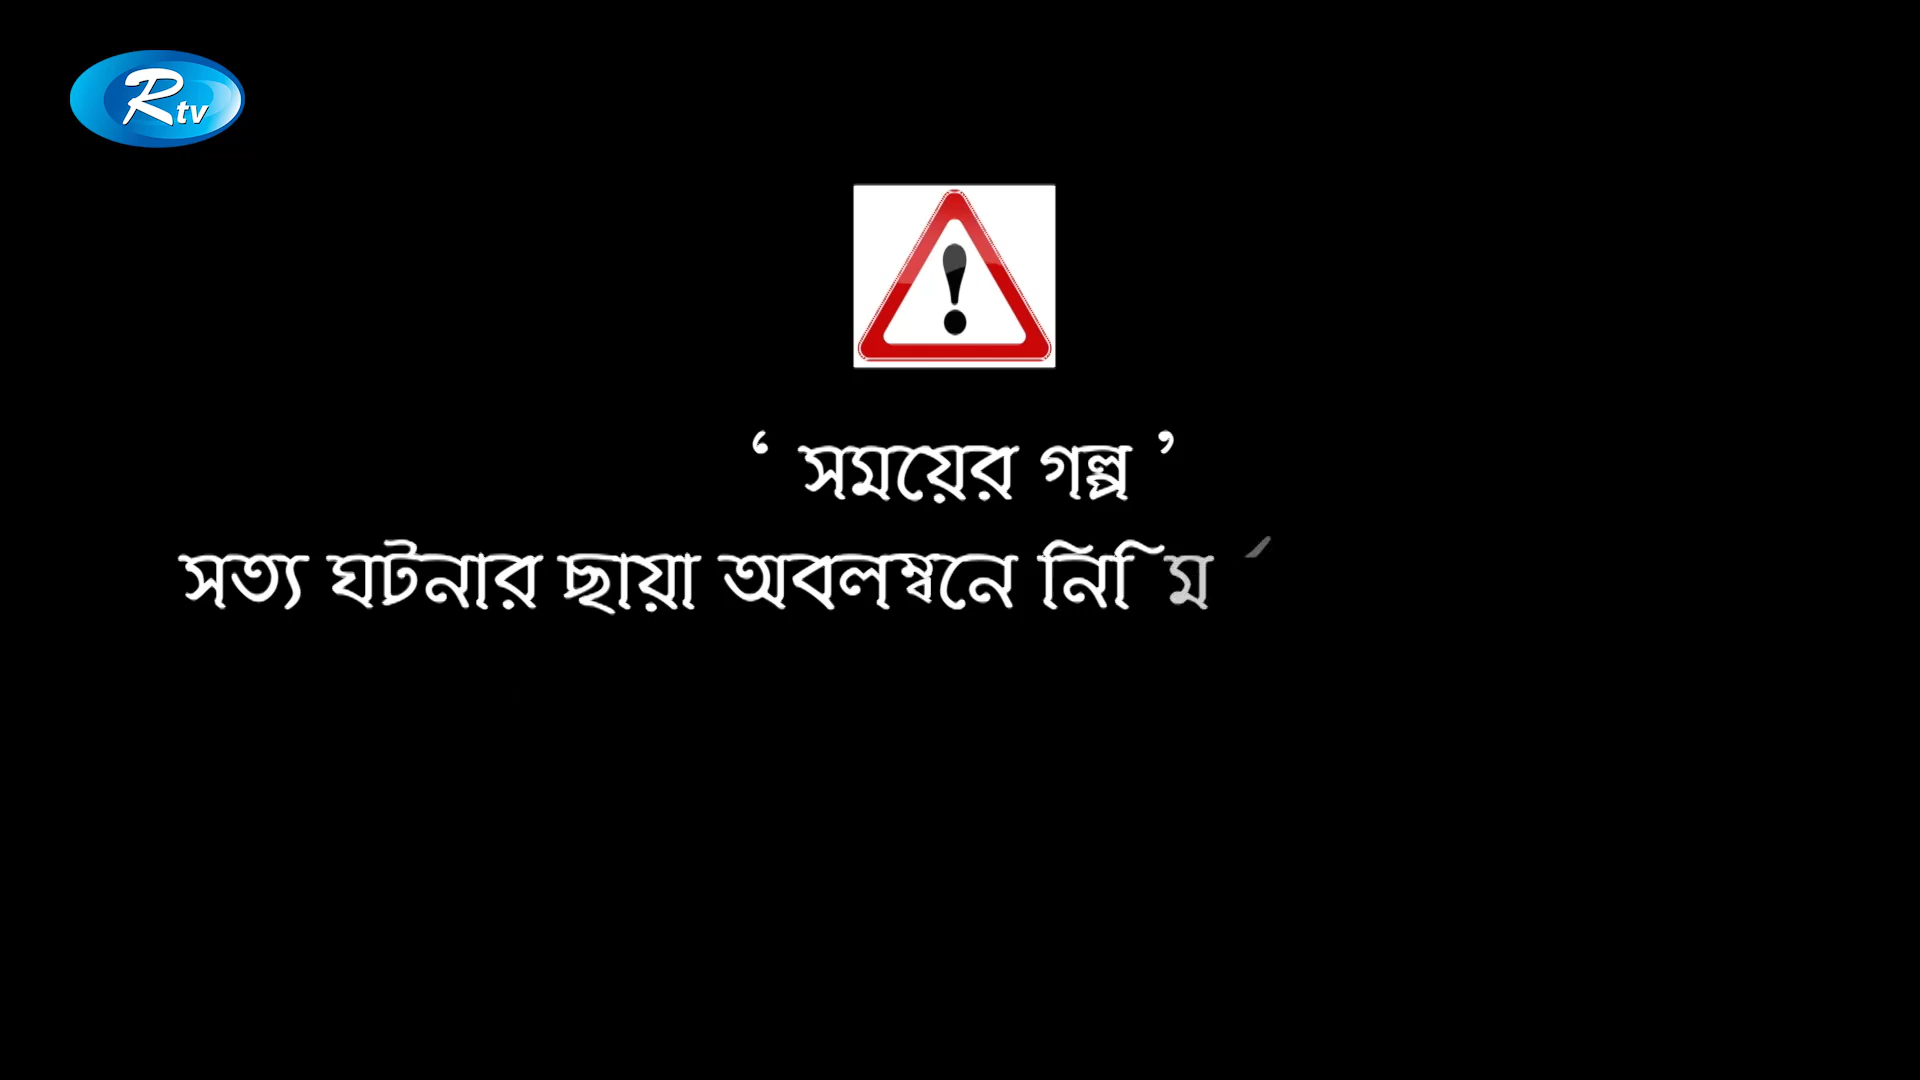 Rtv
‘ সময়ের গল্প ’
সত্য ঘটনার ছায়া অবলম্বনে